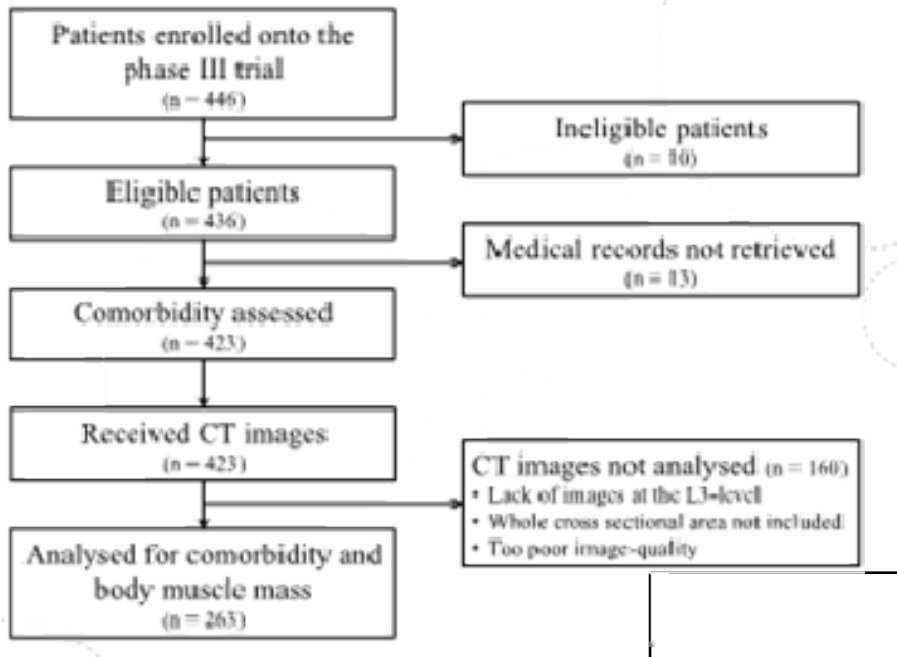 Patients enrolled onto the
phase III trial
(n = 446)
Ineligible patients
(n = 10)
Eligible patients
(n = 436)
Medical records not retrieved
(n = 13)
Comorbidity assessed
(n = 423)
Received CT images
(n = 423)
CT images not analysed (n = 160)
• Lack of images at the L3-level
• Whole cross sectional area not included
• Too poor image-quality
Analysed for comorbidity and
body muscle mass
(n = 263)